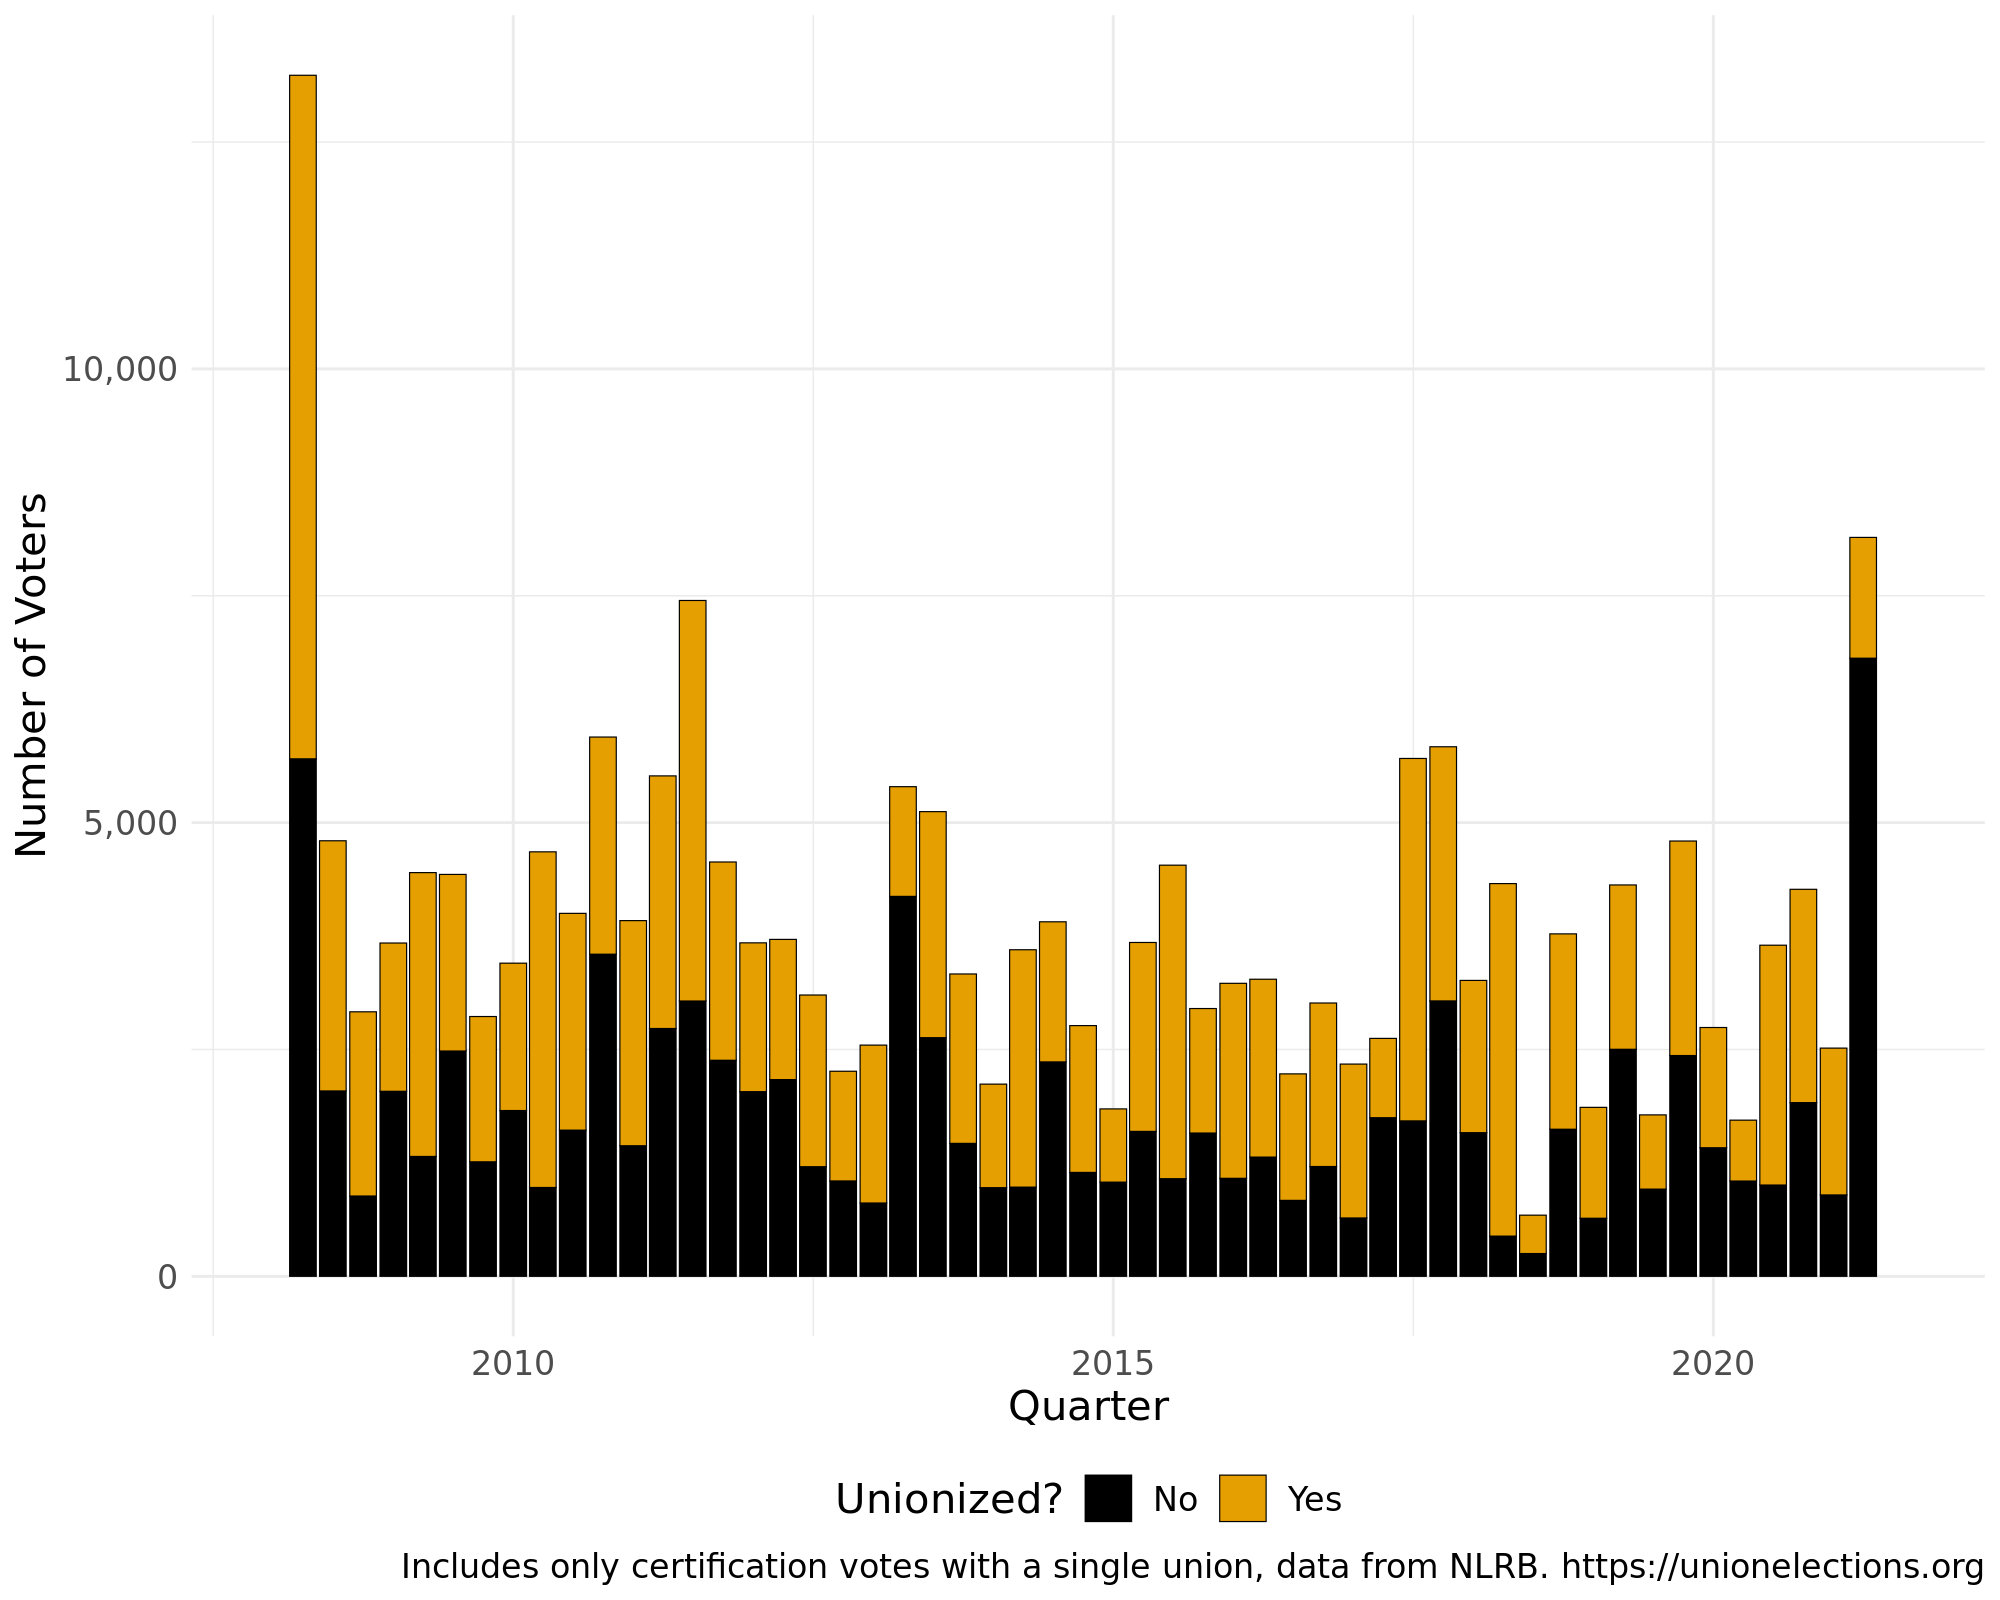 Number of Voters
10,000
5,000
0
2010 2015 2020
Quarter
Unionized? No Yes
Includes only certification votes with a single union, data from NLRB. https://unionelections.org